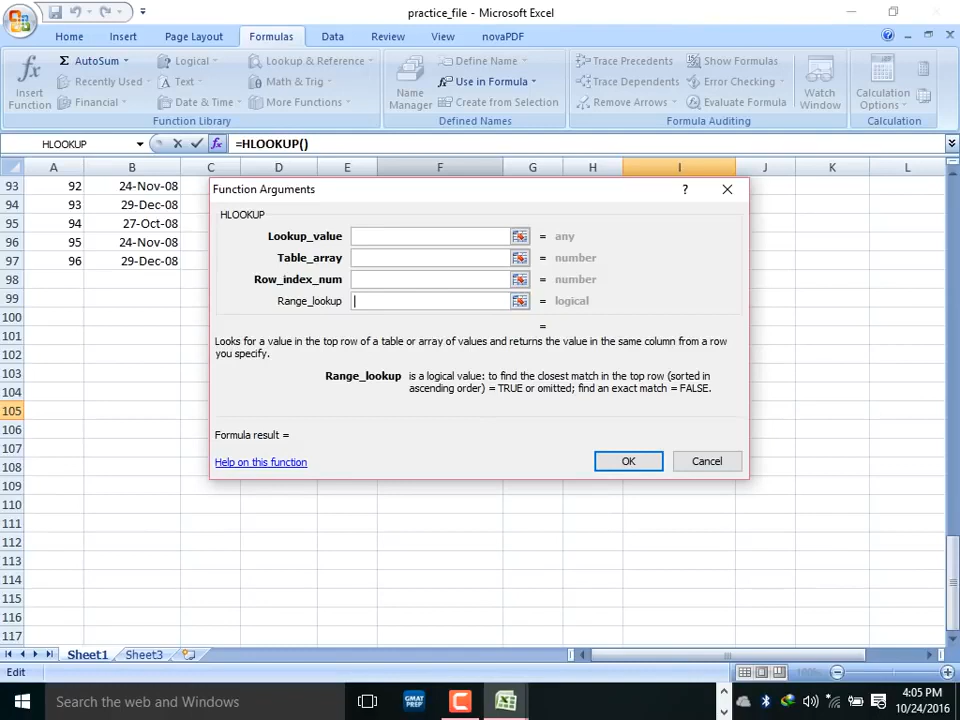 practice_file - Microsoft Excel
Home Insert Page Layout Formulas Data Review View novaPDF
fx Σ AutoSum Logical Lookup & Reference Define Name Trace Precedents Show Formulas
Insert Function Recently Used Text Math & Trig Name Manager Use in Formula Trace Dependents Error Checking Watch Window Calculation Options
Financial Date & Time More Functions Create from Selection Remove Arrows Evaluate Formula
Function Library Defined Names Formula Auditing Calculation
HLOOKUP fx =HLOOKUP()
A B C D E F G H I J K L
93 92 24-Nov-08
94 93 29-Dec-08
95 94 27-Oct-08
96 95 24-Nov-08
97 96 29-Dec-08
98
99
100
101
102
103
104
105
106
107
108
109
110
111
112
113
114
115
116
117
Function Arguments ?
HLOOKUP
Lookup_value = any
Table_array = number
Row_index_num = number
Range_lookup = logical
=
Looks for a value in the top row of a table or array of values and returns the value in the same column from a row
you specify.
Range_lookup is a logical value: to find the closest match in the top row (sorted in
ascending order) = TRUE or omitted; find an exact match = FALSE.
Formula result =
Help on this function OK Cancel
Sheet1 Sheet3
Edit 100%
Search the web and Windows GMAT PREP 4:05 PM
10/24/2016